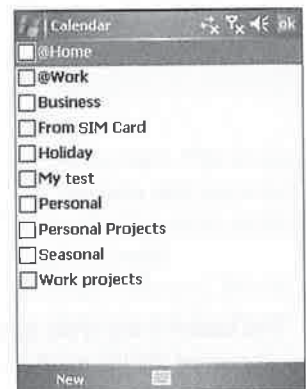 Calendar ok
@Home
@Work
Business
From SIM Card
Holiday
My test
Personal
Personal Projects
Seasonal
Work projects
New